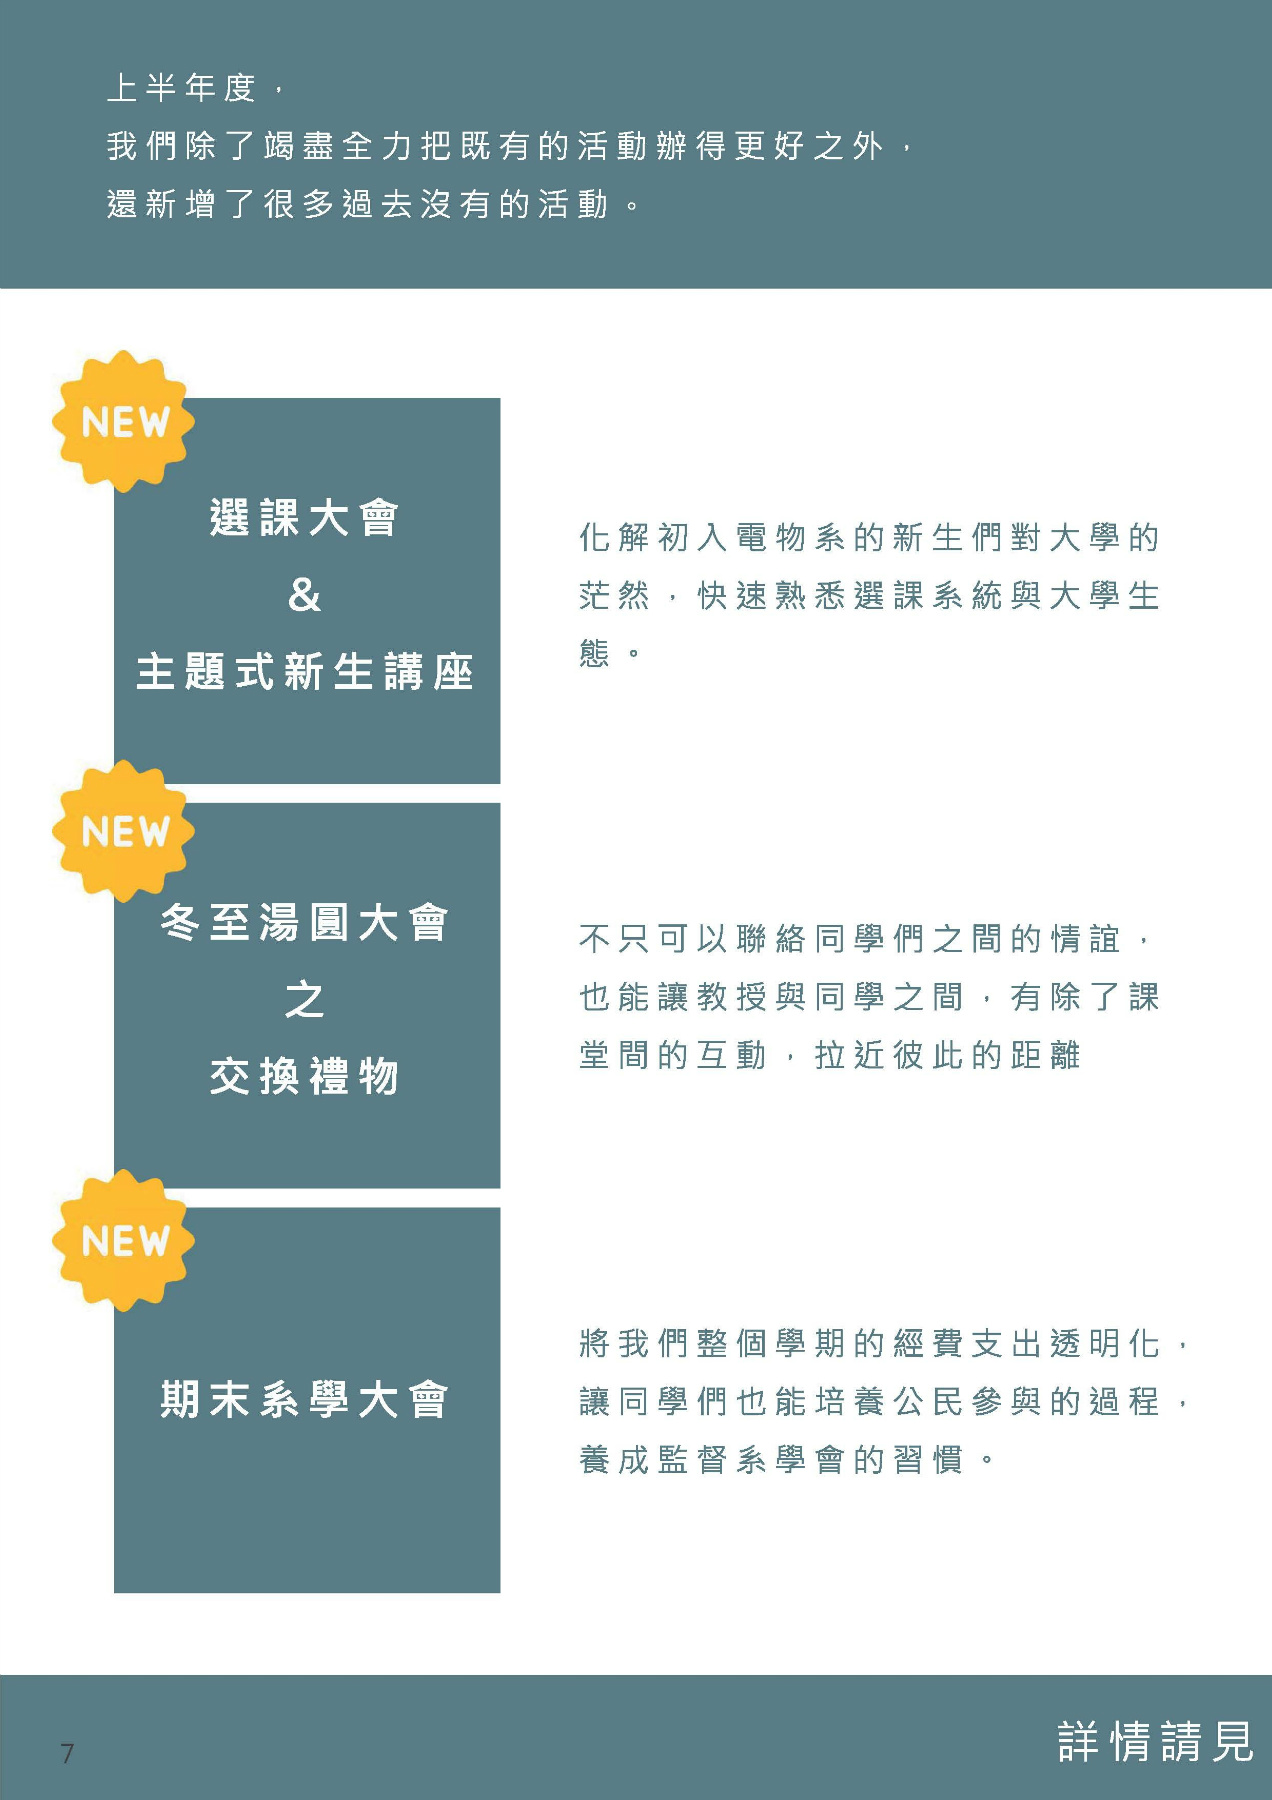 上半年度，
我們除了竭盡全力把既有的活動辦得更好之外，
還新增了很多過去沒有的活動。
NEW
選課大會
&
主題式新生講座
化解初入電物系的新生們對大學的
茫然，快速熟悉選課系統與大學生
態。
NEW
冬至湯圓大會
之
交換禮物
不只可以聯絡同學們之間的情誼，
也能讓教授與同學之間，有除了課
堂間的互動，拉近彼此的距離
NEW
期末系學大會
將我們整個學期的經費支出透明化，
讓同學們也能培養公民參與的過程，
養成監督系學會的習慣。
7
詳情請見